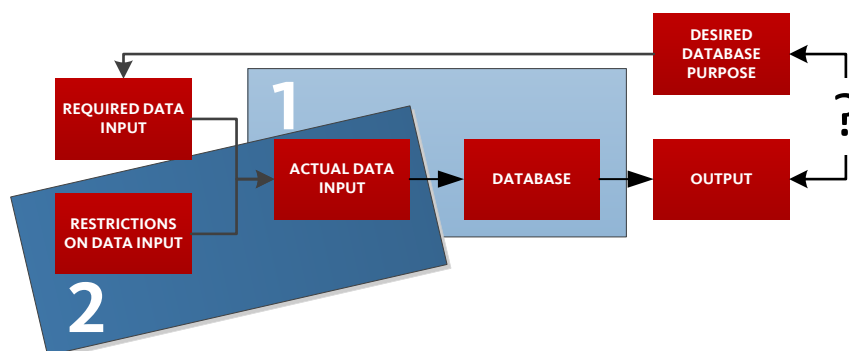 DESIRED
DATABASE
PURPOSE
1
REQUIRED DATA
INPUT
ACTUAL DATA
INPUT
DATABASE
OUTPUT
RESTRICTIONS
ON DATA INPUT
2